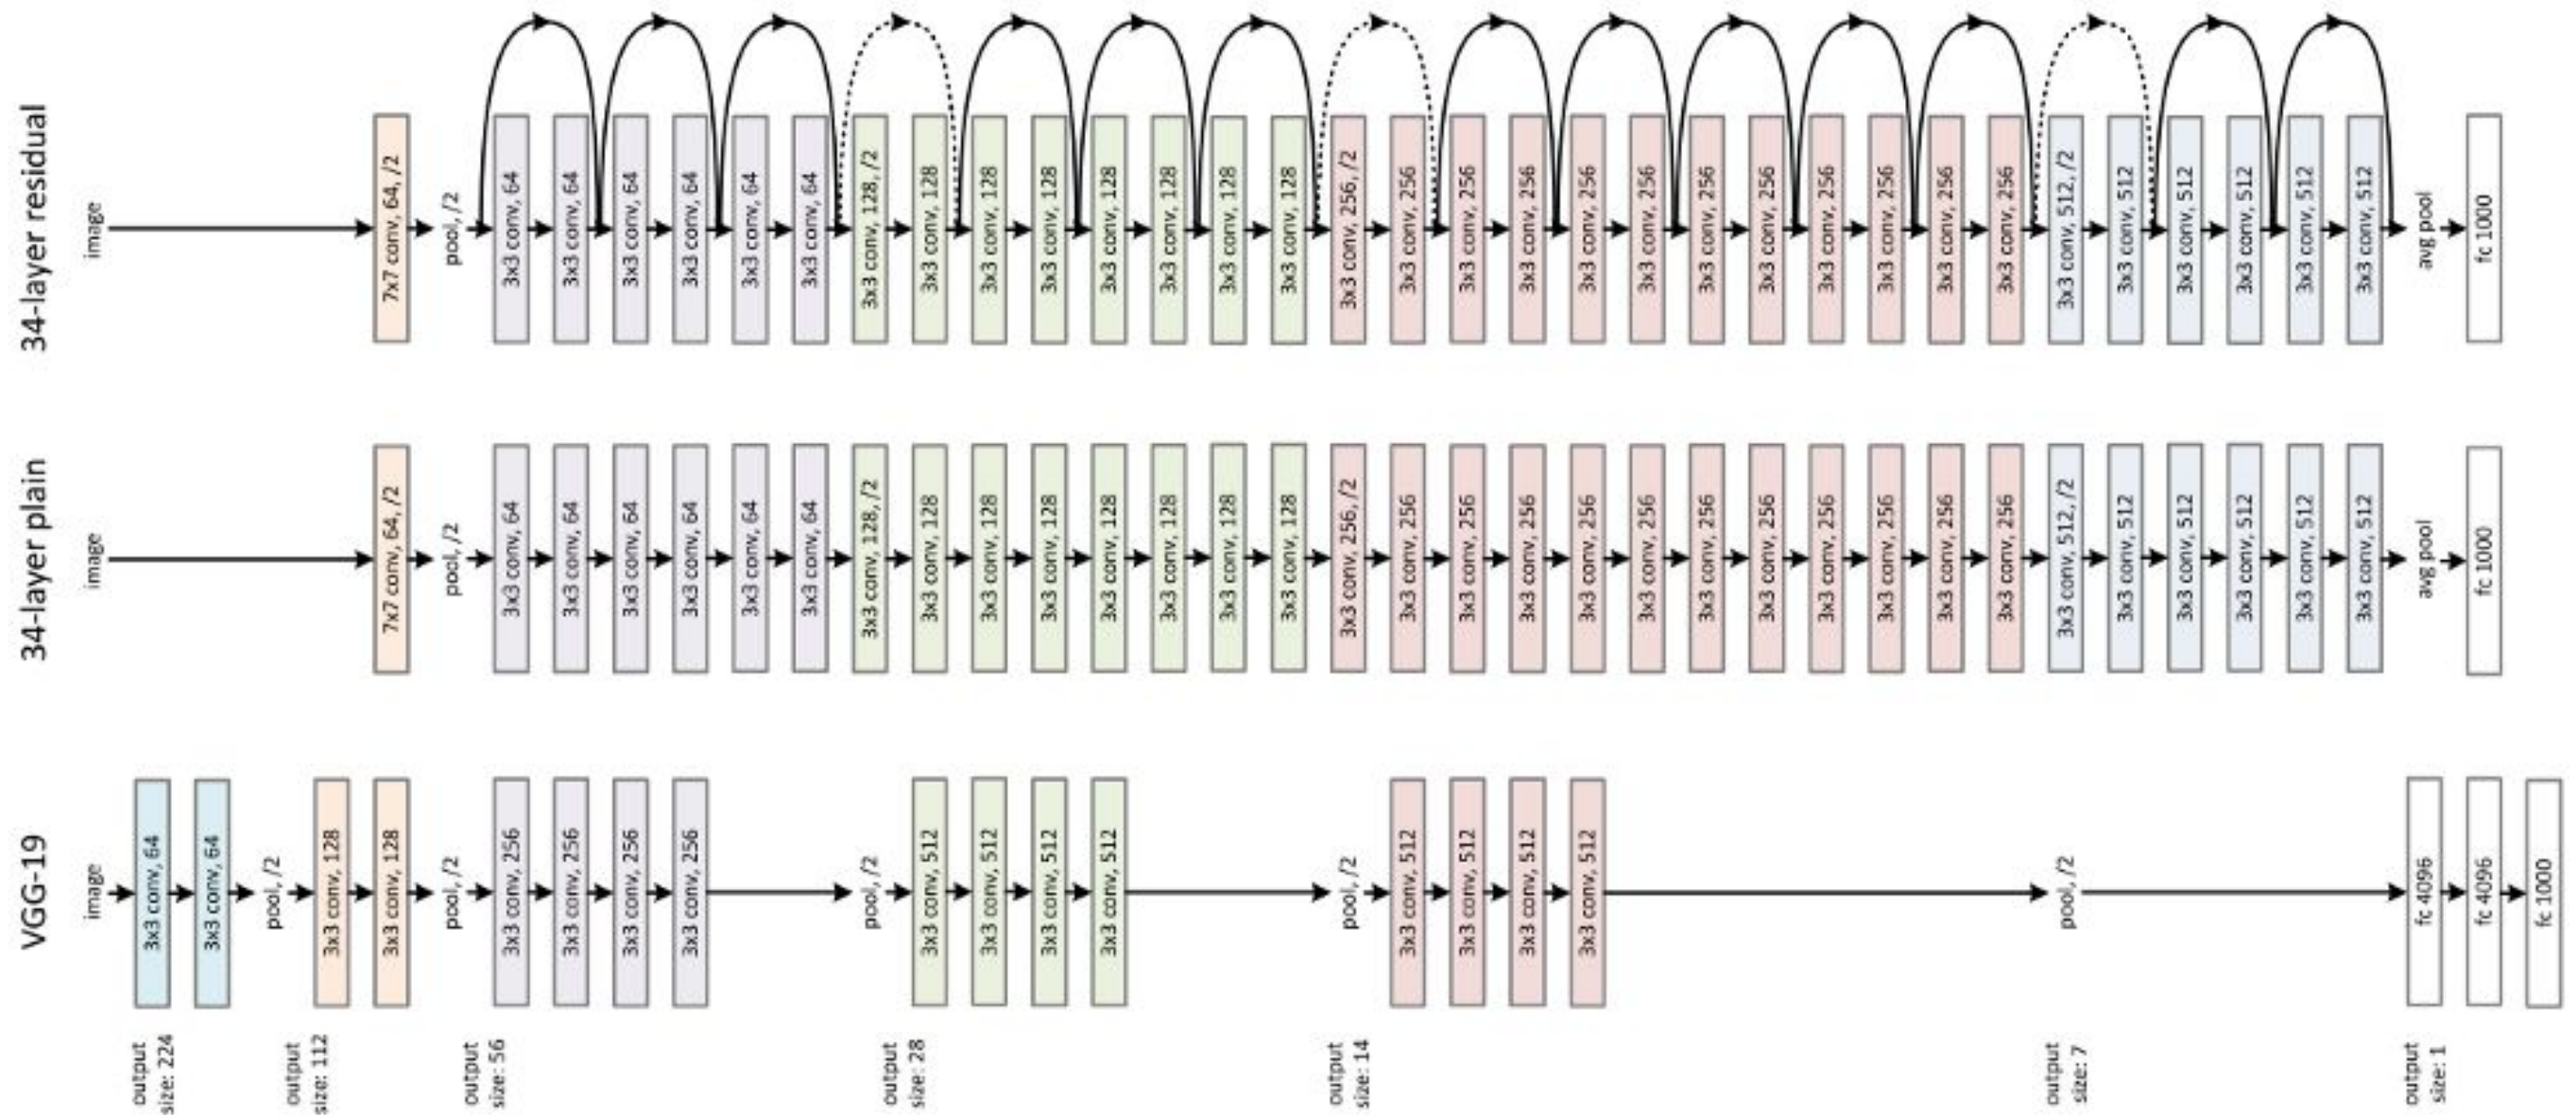 output
size: 224
output
size: 112
output
size: 56
output
size: 28
output
size: 14
output
size: 7
output
size: 1
VGG-19
image
3x3 conv, 64
3x3 conv, 64
pool, /2
3x3 conv, 128
3x3 conv, 128
pool, /2
3x3 conv, 256
3x3 conv, 256
3x3 conv, 256
3x3 conv, 256
pool, /2
3x3 conv, 512
3x3 conv, 512
3x3 conv, 512
3x3 conv, 512
pool, /2
3x3 conv, 512
3x3 conv, 512
3x3 conv, 512
3x3 conv, 512
pool, /2
fc 4096
fc 4096
fc 1000
34-layer plain
image
7x7 conv, 64, /2
pool, /2
3x3 conv, 64
3x3 conv, 64
3x3 conv, 64
3x3 conv, 64
3x3 conv, 64
3x3 conv, 64
3x3 conv, 128, /2
3x3 conv, 128
3x3 conv, 128
3x3 conv, 128
3x3 conv, 128
3x3 conv, 128
3x3 conv, 128
3x3 conv, 128
3x3 conv, 256, /2
3x3 conv, 256
3x3 conv, 256
3x3 conv, 256
3x3 conv, 256
3x3 conv, 256
3x3 conv, 256
3x3 conv, 256
3x3 conv, 256
3x3 conv, 256
3x3 conv, 256
3x3 conv, 256
3x3 conv, 512, /2
3x3 conv, 512
3x3 conv, 512
3x3 conv, 512
3x3 conv, 512
3x3 conv, 512
avg pool
fc 1000
34-layer residual
image
7x7 conv, 64, /2
pool, /2
3x3 conv, 64
3x3 conv, 64
3x3 conv, 64
3x3 conv, 64
3x3 conv, 64
3x3 conv, 64
3x3 conv, 128, /2
3x3 conv, 128
3x3 conv, 128
3x3 conv, 128
3x3 conv, 128
3x3 conv, 128
3x3 conv, 128
3x3 conv, 128
3x3 conv, 256, /2
3x3 conv, 256
3x3 conv, 256
3x3 conv, 256
3x3 conv, 256
3x3 conv, 256
3x3 conv, 256
3x3 conv, 256
3x3 conv, 256
3x3 conv, 256
3x3 conv, 256
3x3 conv, 256
3x3 conv, 512, /2
3x3 conv, 512
3x3 conv, 512
3x3 conv, 512
3x3 conv, 512
3x3 conv, 512
avg pool
fc 1000